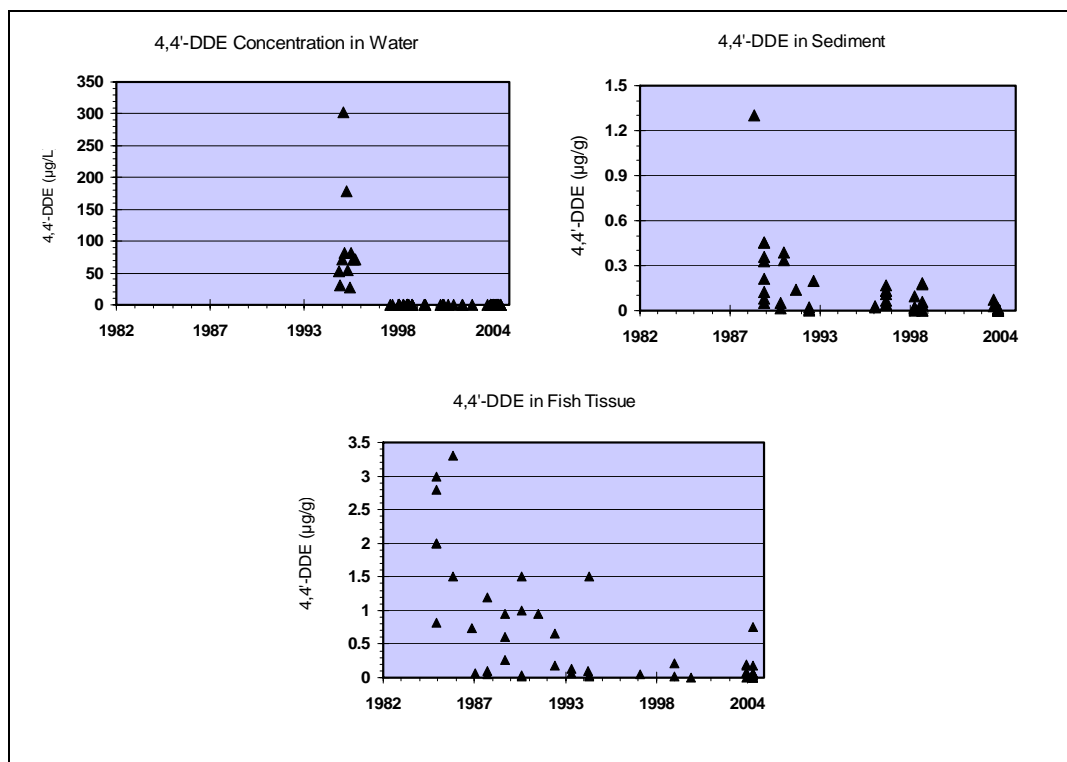 4,4'-DDE Concentration in Water
4,4'-DDE (µg/L
350
300
250
200
150
100
50
0
1982 1987 1993 1998 2004
4,4'-DDE in Sediment
4,4'-DDE (µg/g)
1.5
1.2
0.9
0.6
0.3
0
1982 1987 1993 1998 2004
4,4'-DDE in Fish Tissue
4,4'-DDE (µg/g)
3.5
3
2.5
2
1.5
1
0.5
0
1982 1987 1993 1998 2004